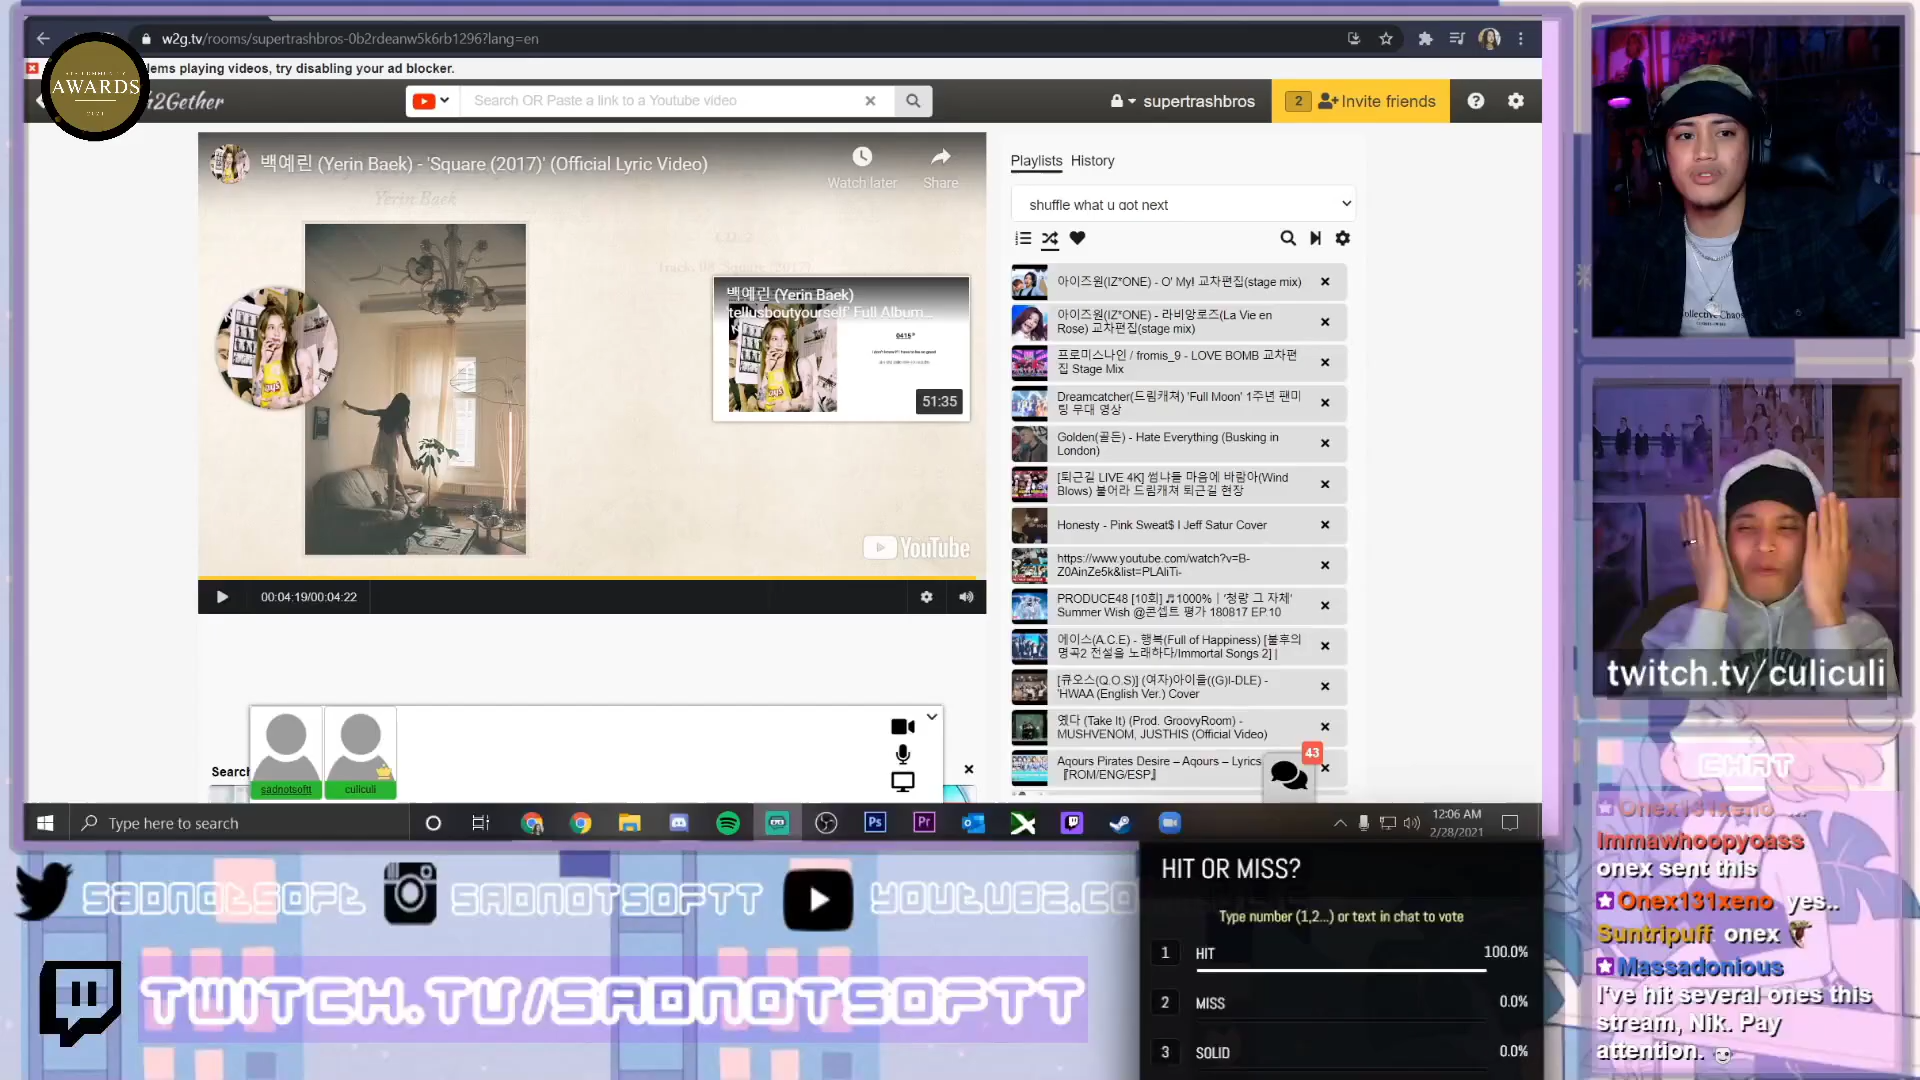 w2g.tv/rooms/supertrashbros-0b2rdeanw5k6rb1296?lang=en
lems playing videos, try disabling your ad blocker.
AWARDS
2021
2Gether
Search OR Paste a link to a Youtube video
supertrashbros
2
Invite friends
백예린 (Yerin Baek) - 'Square (2017)' (Official Lyric Video)
Watch later
Share
Yerin Baek
CD. 2
백예린 (Yerin Baek)
'tellusboutyourself' Full Album...
51:35
YouTube
00:04:19/00:04:22
Playlists
History
shuffle what u got next
아이즈원(IZ*ONE) - O' My! 교차편집(stage mix)
아이즈원(IZ*ONE) - 라비앙로즈(La Vie en
Rose) 교차편집(stage mix)
프로미스나인 / fromis_9 - LOVE BOMB 교차편
집 Stage Mix
Dreamcatcher(드림캐쳐) 'Full Moon' 1주년 팬미
팅 무대 영상
Golden(골든) - Hate Everything (Busking in
London)
[퇴근길 LIVE 4K] 썸냐들 마음에 바람아(Wind
Blows) 불어라 드림캐쳐 퇴근길 현장
Honesty - Pink Sweat$ I Jeff Satur Cover
https://www.youtube.com/watch?v=B-
Z0AinZe5k&list=PLAliTi-
PRODUCE48 [10회] ♬1000%ㅣ'청량 그 자체'
Summer Wish @콘셉트 평가 180817 EP.10
에이스(A.C.E) - 행복(Full of Happiness) [불후의
명곡2 전설을 노래하다/Immortal Songs 2] |
[큐오스(Q.O.S)] (여자)아이들((G)I-DLE) -
'HWAA (English Ver.) Cover
옜다 (Take It) (Prod. GroovyRoom) -
MUSHVENOM, JUSTHIS (Official Video)
Aqours Pirates Desire – Aqours – Lyrics
『ROM/ENG/ESP』
43
Search
sadnotsoftt
culiculi
Type here to search
Ps
Pr
12:06 AM
2/28/2021
Collective Chaos
twitch.tv/culiculi
CHAT
Onex131xeno ...
Immawhoopyoass
onex sent this
Onex131xeno yes..
Suntripuff onex
Massadonious
I've hit several ones this
stream, Nik. Pay
attention.
SADNOTSOFT
SADNOTSOFTT
YOUTUBE.CO
TWITCH.TV/SADNOTSOFTT
HIT OR MISS?
Type number (1,2...) or text in chat to vote
1 HIT 100.0%
2 MISS 0.0%
3 SOLID 0.0%